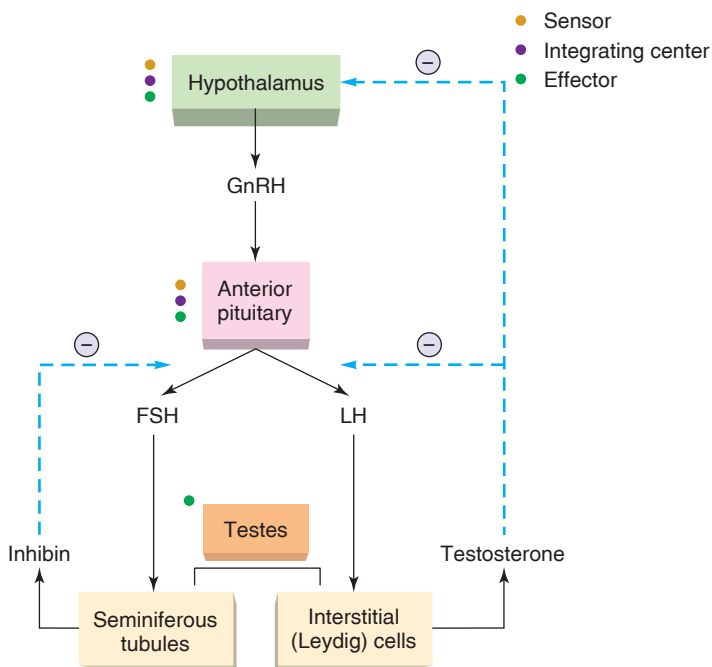 Sensor
Integrating center
Effector
−
Hypothalamus
GnRH
Anterior
pituitary
−
−
FSH
LH
Testes
Inhibin
Testosterone
Seminiferous
tubules
Interstitial
(Leydig) cells